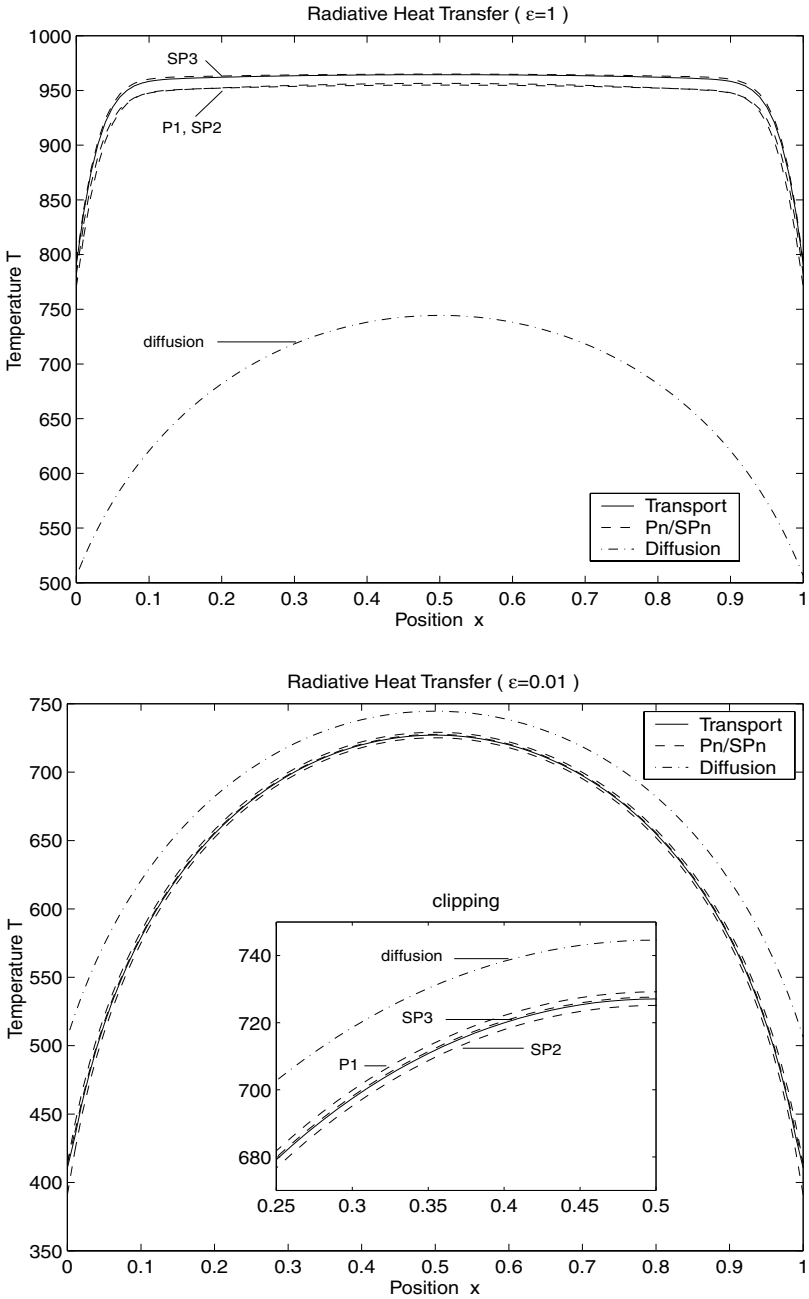 Radiative Heat Transfer ( ε=1 )
1000
950
900
850
800
750
700
650
600
550
500
Temperature T
SP3
P1, SP2
diffusion
Transport
Pn/SPn
Diffusion
0
0.1
0.2
0.3
0.4
0.5
0.6
0.7
0.8
0.9
1
Position x
Radiative Heat Transfer ( ε=0.01 )
750
700
650
600
550
500
450
400
350
Temperature T
Transport
Pn/SPn
Diffusion
clipping
740
720
700
680
diffusion
SP3
P1
SP2
0.25
0.3
0.35
0.4
0.45
0.5
0
0.1
0.2
0.3
0.4
0.5
0.6
0.7
0.8
0.9
1
Position x